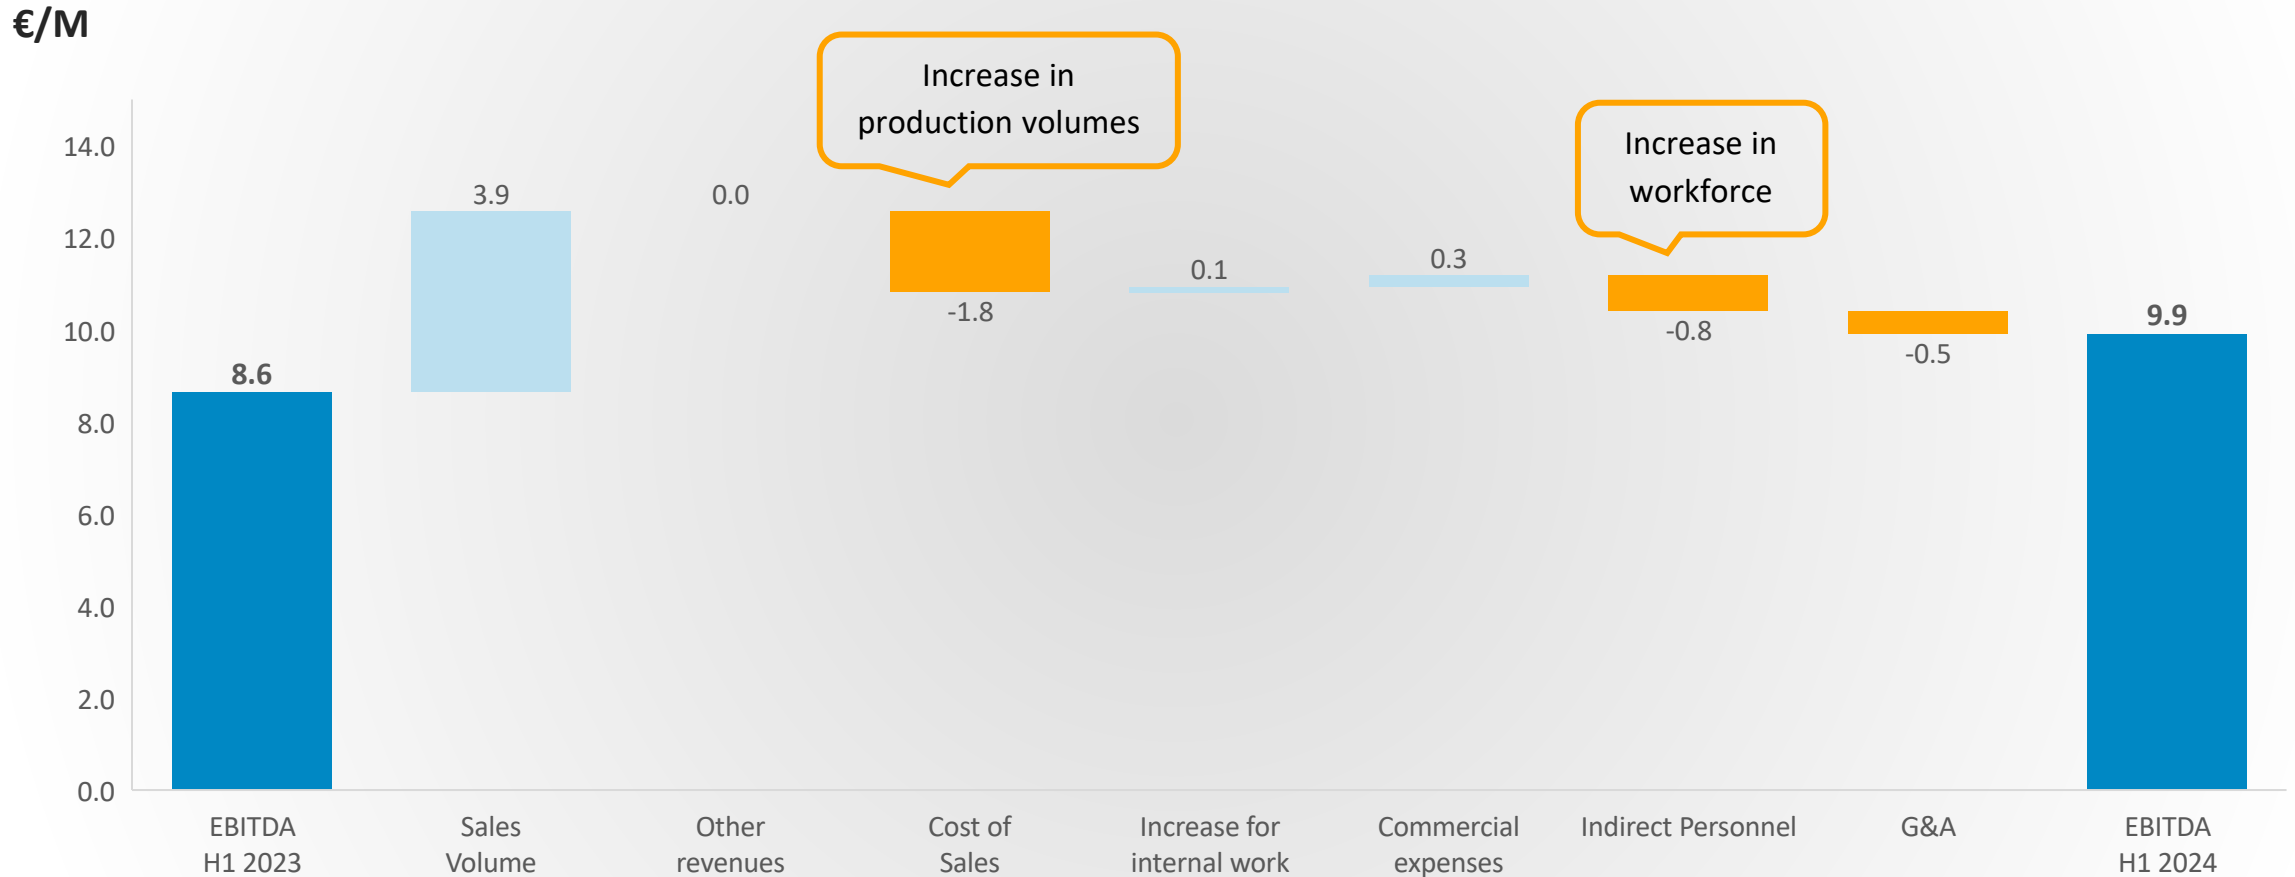 €/M
Increase in
production volumes
Increase in
workforce
14.0
12.0
10.0
8.0
6.0
4.0
2.0
0.0
8.6
3.9
0.0
-1.8
0.1
0.3
-0.8
-0.5
9.9
EBITDA
H1 2023
Sales
Volume
Other
revenues
Cost of
Sales
Increase for
internal work
Commercial
expenses
Indirect Personnel
G&A
EBITDA
H1 2024